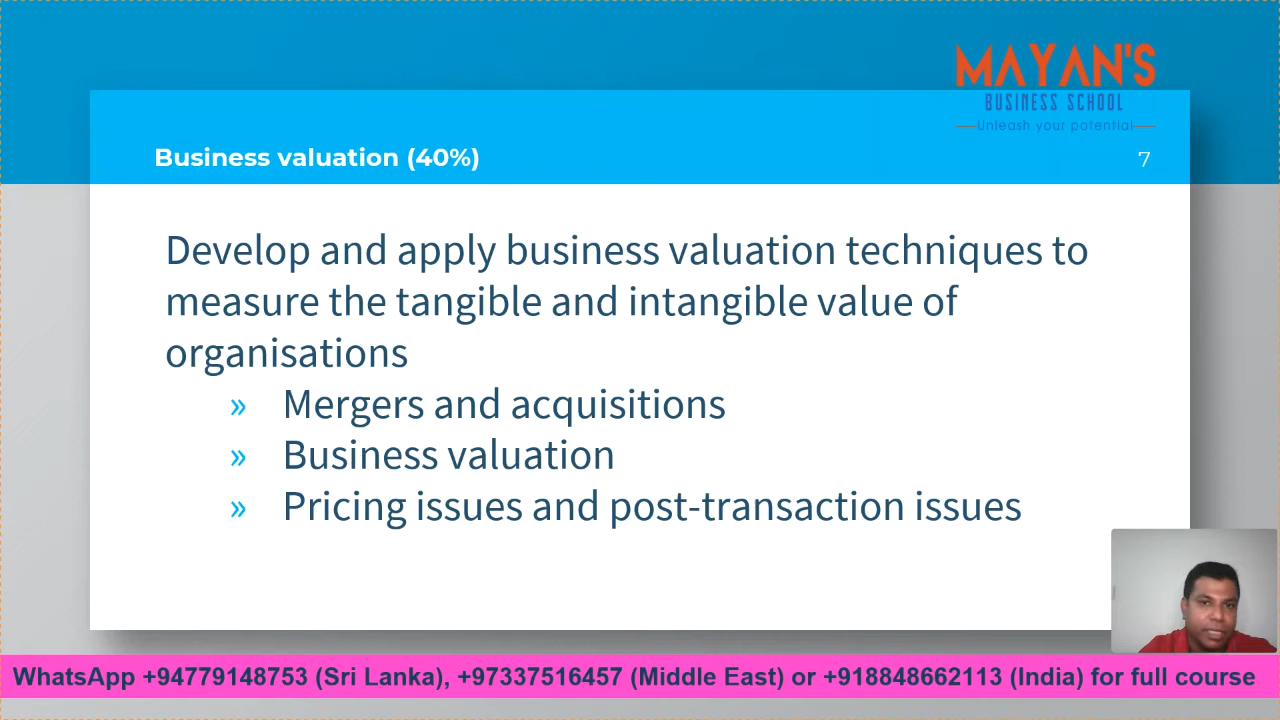 MAYAN'S
BUSINESS SCHOOL
Unleash your potential
Business valuation (40%)
7
Develop and apply business valuation techniques to
measure the tangible and intangible value of
organisations
» Mergers and acquisitions
» Business valuation
» Pricing issues and post-transaction issues
WhatsApp +94779148753 (Sri Lanka), +97337516457 (Middle East) or +918848662113 (India) for full course